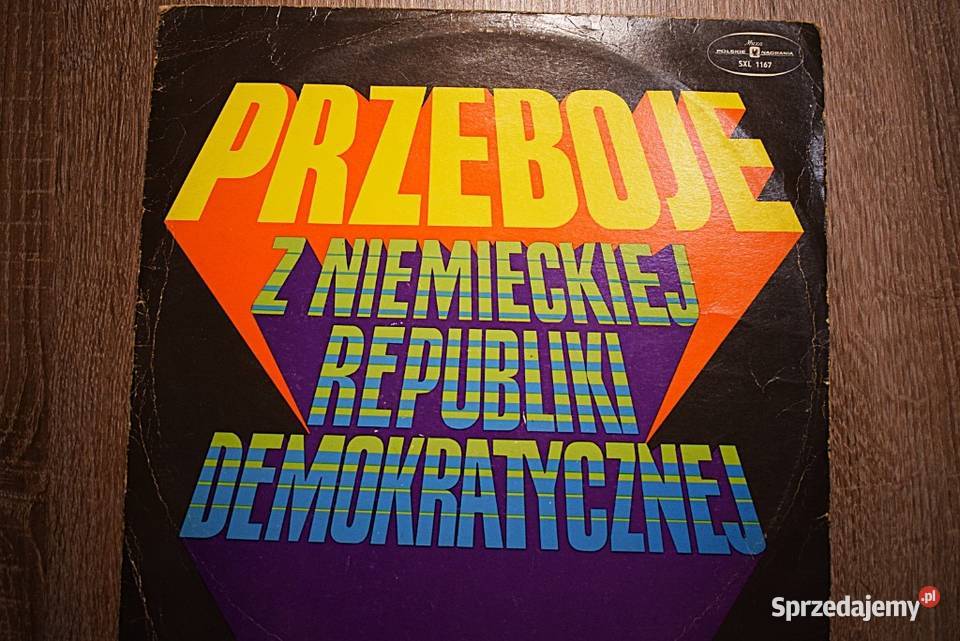 Muza
POLSKIE NAGRANIA
SXL 1167
PRZEBOJE
Z NIEMIECKIEJ
REPUBLIKI
DEMOKRATYCZNEJ
Sprzedajemy.pl